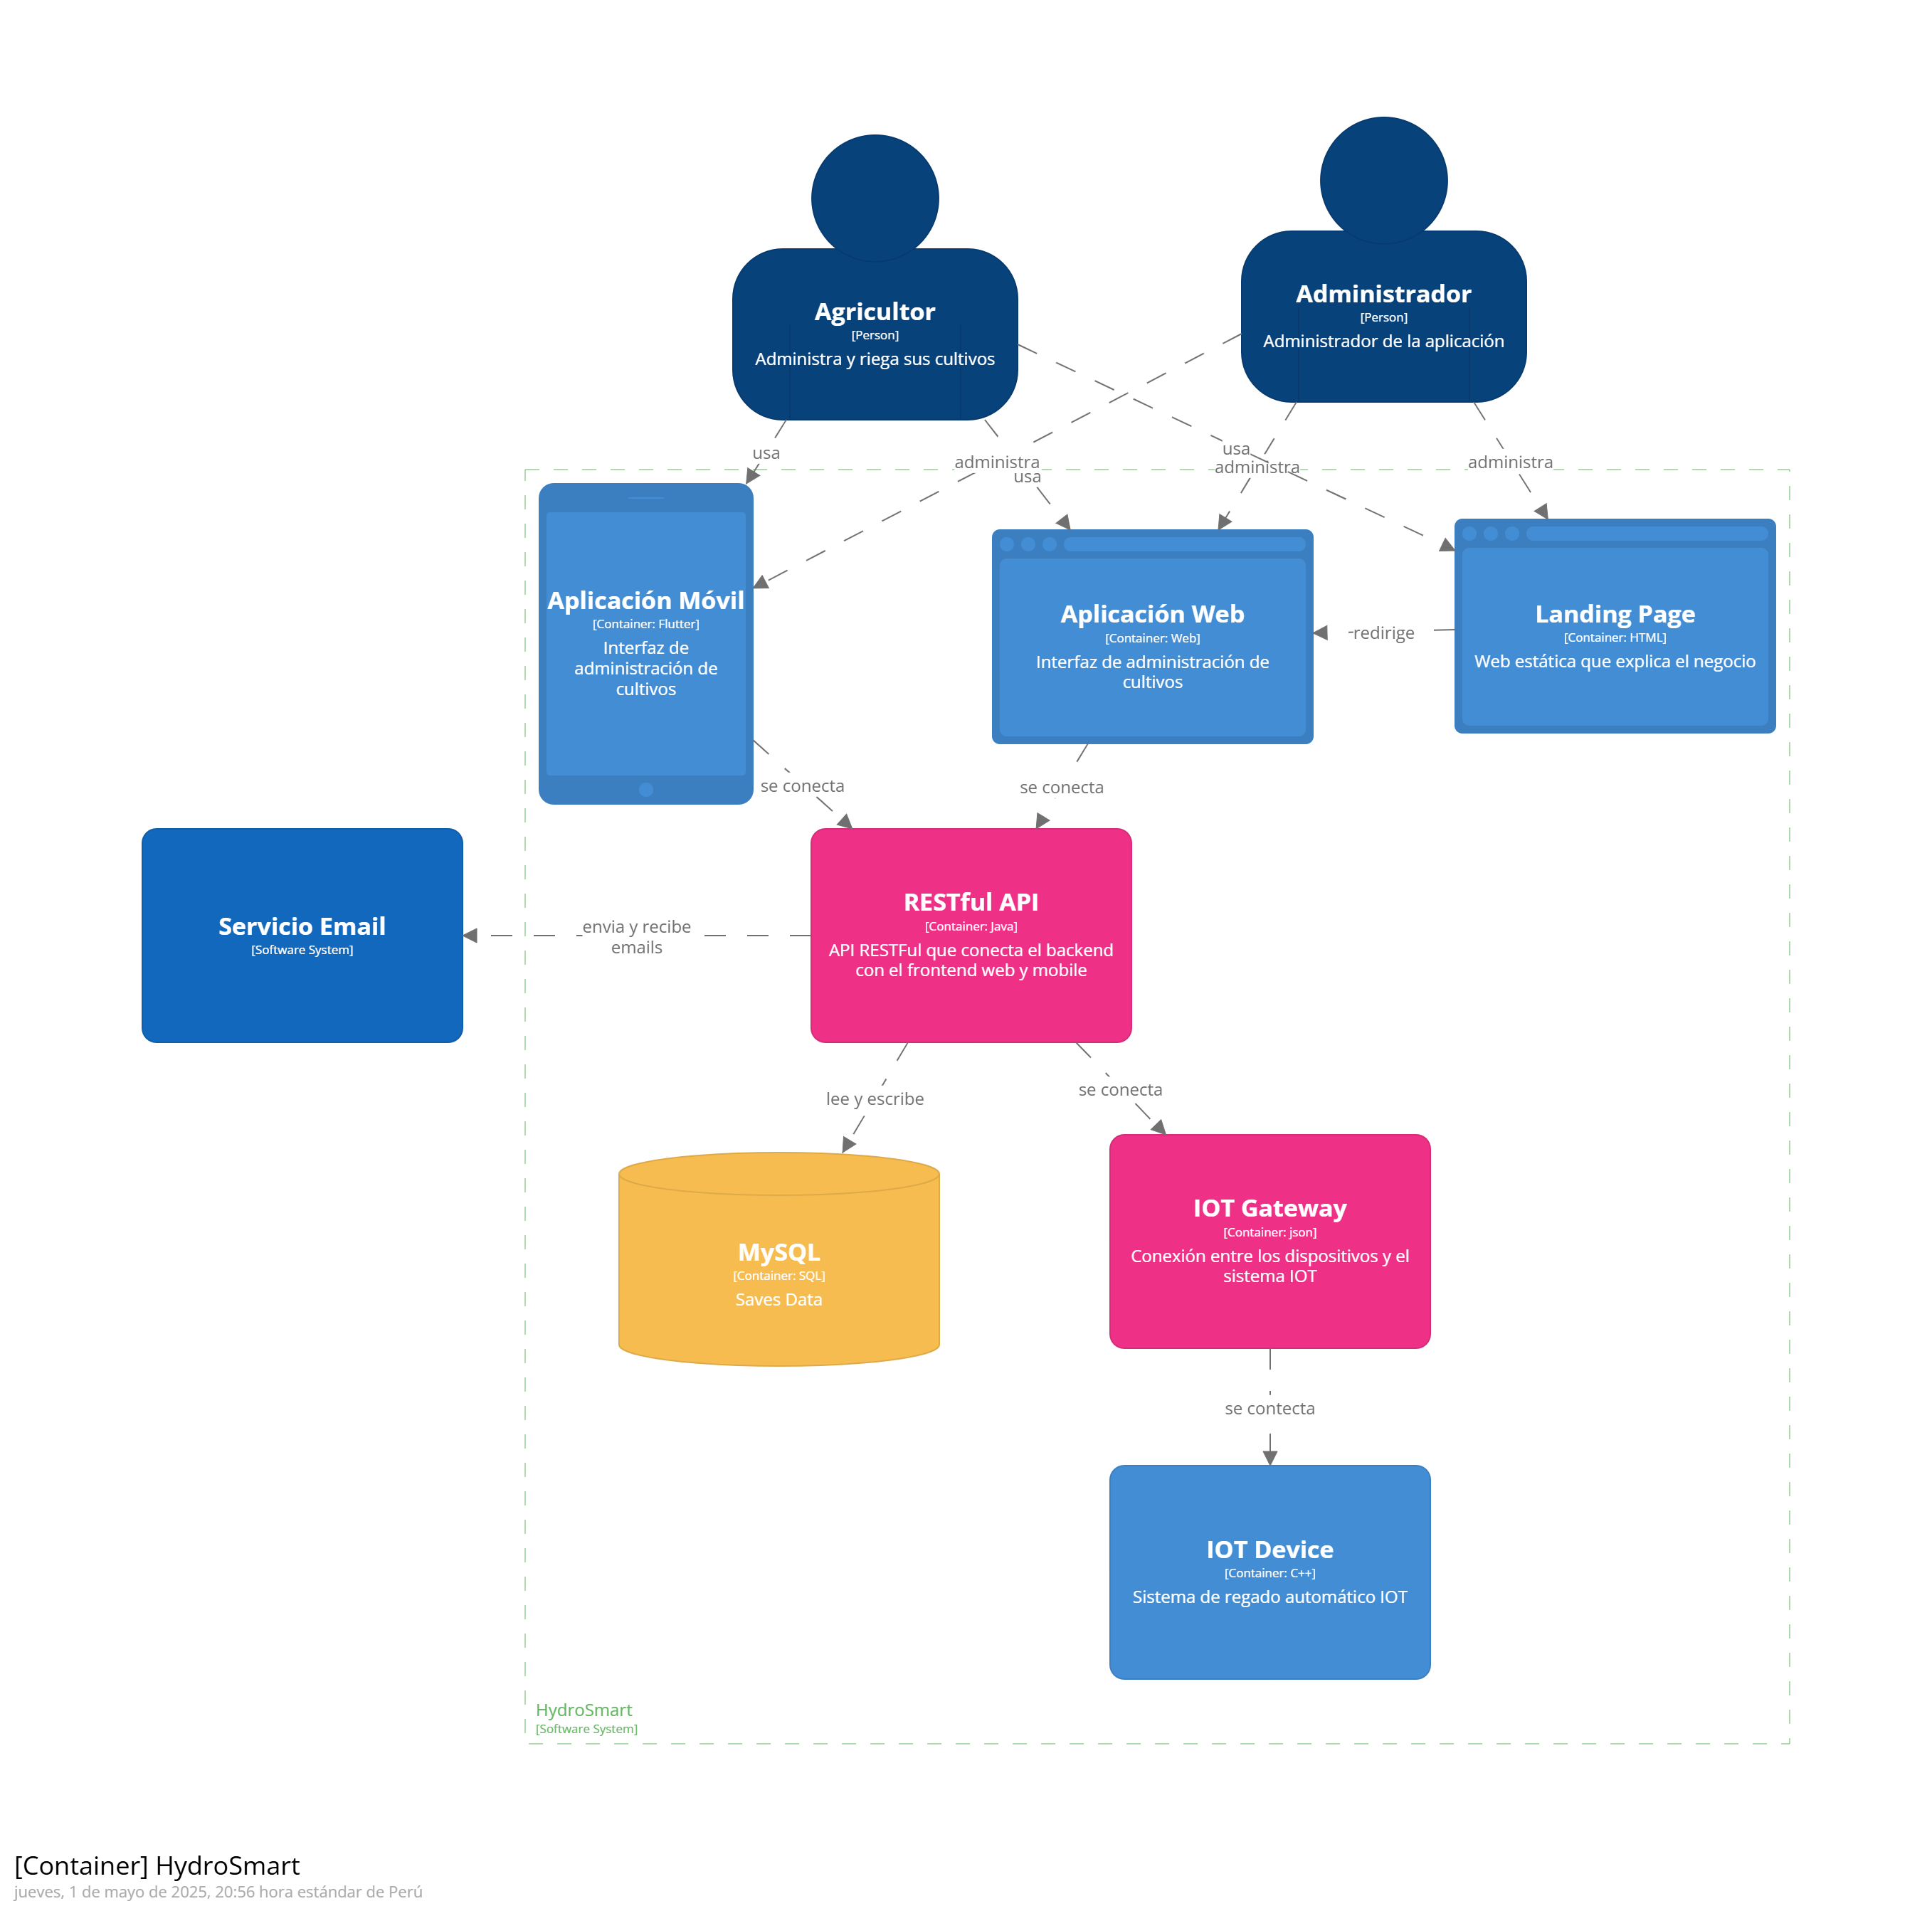 Agricultor
[Person]
Administra y riega sus cultivos
Administrador
[Person]
Administrador de la aplicación
usa
administra
usa
usa
administra
administra
Aplicación Móvil
[Container: Flutter]
Interfaz de
administración de
cultivos
Aplicación Web
[Container: Web]
Interfaz de administración de
cultivos
redirige
Landing Page
[Container: HTML]
Web estática que explica el negocio
se conecta
se conecta
Servicio Email
[Software System]
envia y recibe
emails
RESTful API
[Container: Java]
API RESTFul que conecta el backend
con el frontend web y mobile
lee y escribe
se conecta
MySQL
[Container: SQL]
Saves Data
IOT Gateway
[Container: json]
Conexión entre los dispositivos y el
sistema IOT
se contecta
IOT Device
[Container: C++]
Sistema de regado automático IOT
HydroSmart
[Software System]
[Container] HydroSmart
jueves, 1 de mayo de 2025, 20:56 hora estándar de Perú